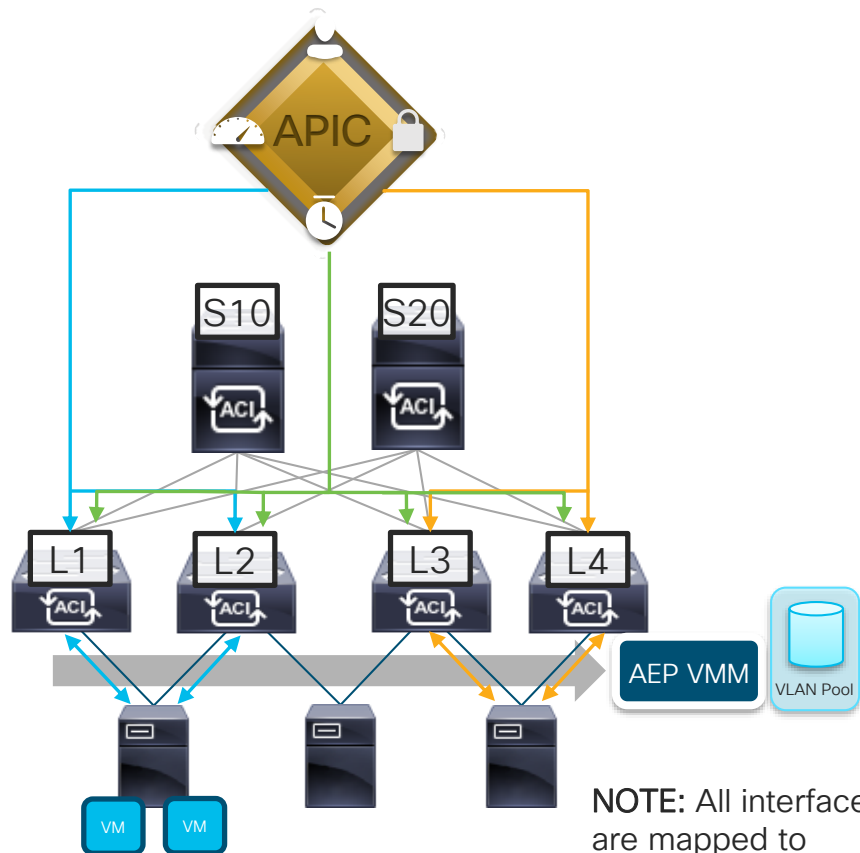 APIC
S10
S20
ACI
ACI
L1
L2
L3
L4
ACI
ACI
ACI
ACI
AEP VMM
VLAN Pool
VM
VM
NOTE: All interface
are mapped to